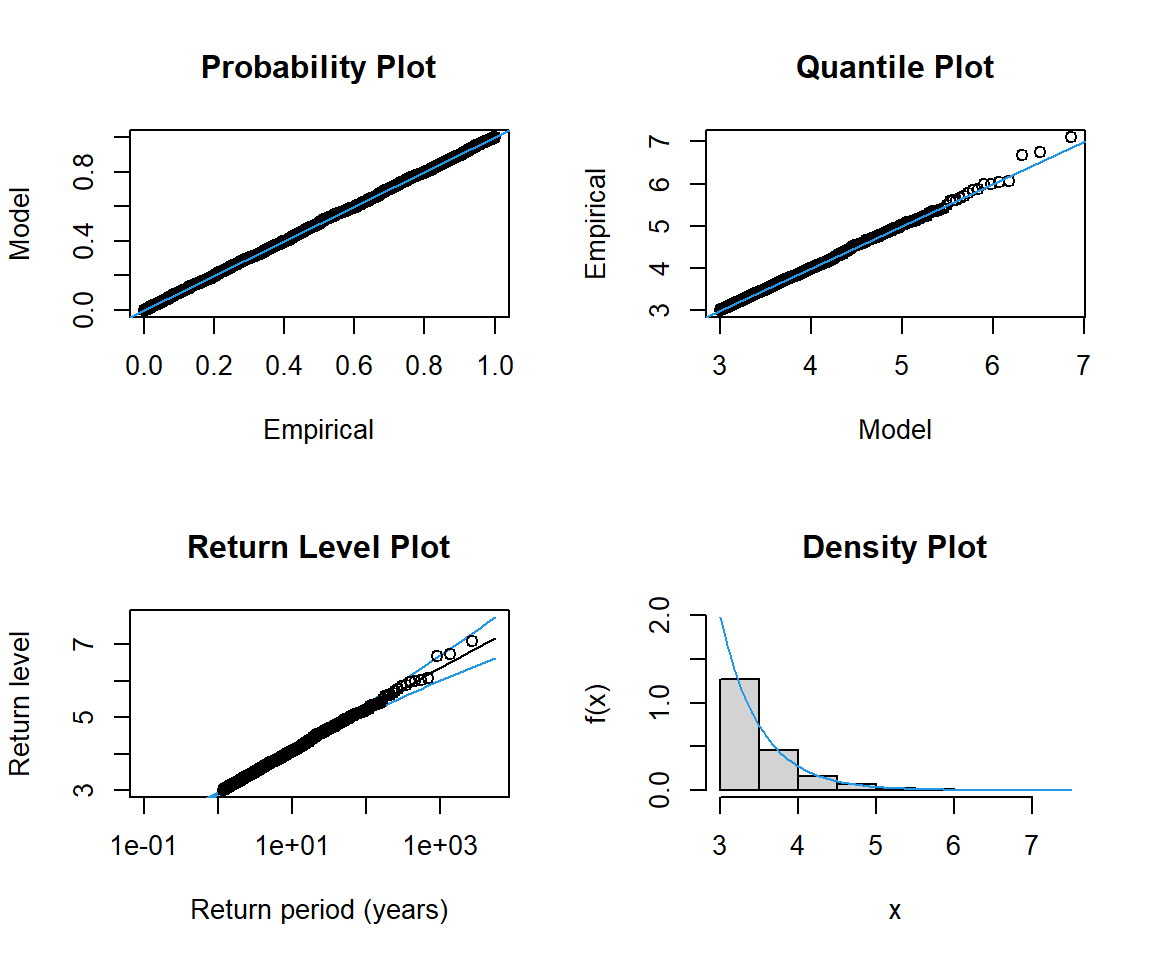 Probability Plot
Model
0.0 0.4 0.8
0.0 0.2 0.4 0.6 0.8 1.0
Empirical
Quantile Plot
Empirical
3 4 5 6 7
3 4 5 6 7
Model
Return Level Plot
Return level
3 5 7
1e-01 1e+01 1e+03
Return period (years)
Density Plot
f(x)
0.0 1.0 2.0
3 4 5 6 7
x